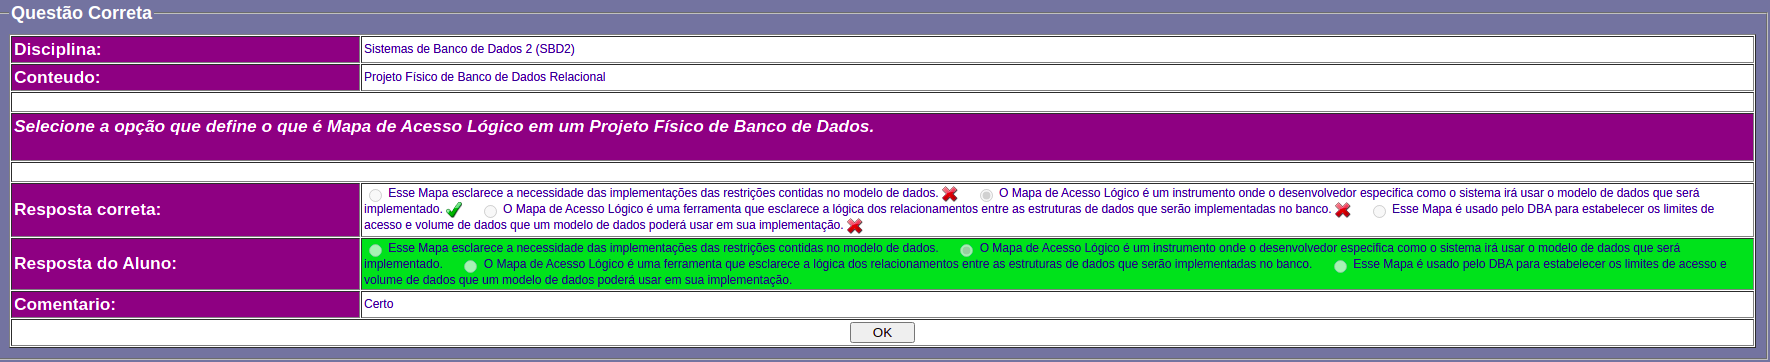 Questão Correta
Disciplina: Sistemas de Banco de Dados 2 (SBD2)
Conteudo: Projeto Físico de Banco de Dados Relacional
Selecione a opção que define o que é Mapa de Acesso Lógico em um Projeto Físico de Banco de Dados.
Resposta correta:
Esse Mapa esclarece a necessidade das implementações das restrições contidas no modelo de dados. O Mapa de Acesso Lógico é um instrumento onde o desenvolvedor especifica como o sistema irá usar o modelo de dados que será
implementado. O Mapa de Acesso Lógico é uma ferramenta que esclarece a lógica dos relacionamentos entre as estruturas de dados que serão implementadas no banco. Esse Mapa é usado pelo DBA para estabelecer os limites de
acesso e volume de dados que um modelo de dados poderá usar em sua implementação.
Resposta do Aluno:
Esse Mapa esclarece a necessidade das implementações das restrições contidas no modelo de dados. O Mapa de Acesso Lógico é um instrumento onde o desenvolvedor especifica como o sistema irá usar o modelo de dados que será
implementado. O Mapa de Acesso Lógico é uma ferramenta que esclarece a lógica dos relacionamentos entre as estruturas de dados que serão implementadas no banco. Esse Mapa é usado pelo DBA para estabelecer os limites de acesso e
volume de dados que um modelo de dados poderá usar em sua implementação.
Comentario: Certo
OK